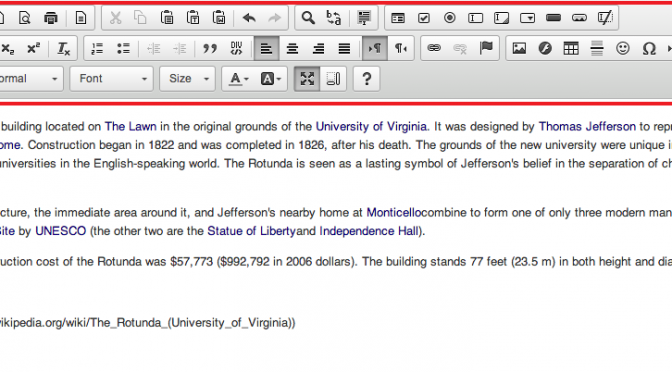 ormal Font Size A A ?
building located on The Lawn in the original grounds of the University of Virginia. It was designed by Thomas Jefferson to repr
ome. Construction began in 1822 and was completed in 1826, after his death. The grounds of the new university were unique i
universities in the English-speaking world. The Rotunda is seen as a lasting symbol of Jefferson's belief in the separation of ch
cture, the immediate area around it, and Jefferson's nearby home at Monticellocombine to form one of only three modern man
Site by UNESCO (the other two are the Statue of Libertyand Independence Hall).
ruction cost of the Rotunda was $57,773 ($992,792 in 2006 dollars). The building stands 77 feet (23.5 m) in both height and dia
vikipedia.org/wiki/The_Rotunda_(University_of_Virginia))